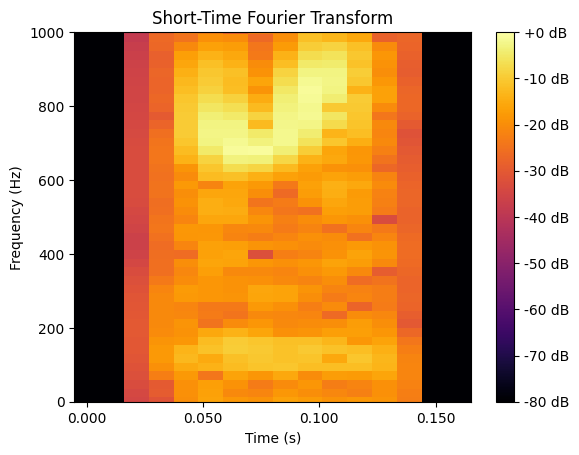 Short-Time Fourier Transform
1000
800
600
400
200
0
Frequency (Hz)
0.000
0.050
0.100
0.150
Time (s)
+0 dB
-10 dB
-20 dB
-30 dB
-40 dB
-50 dB
-60 dB
-70 dB
-80 dB